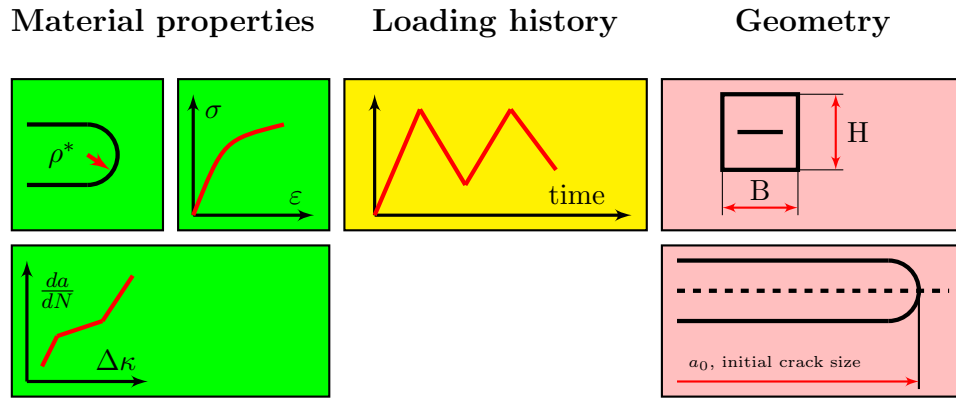 Material properties
Loading history
Geometry
ρ*
σ
ε
time
H
B
da
dN
Δκ
a₀, initial crack size